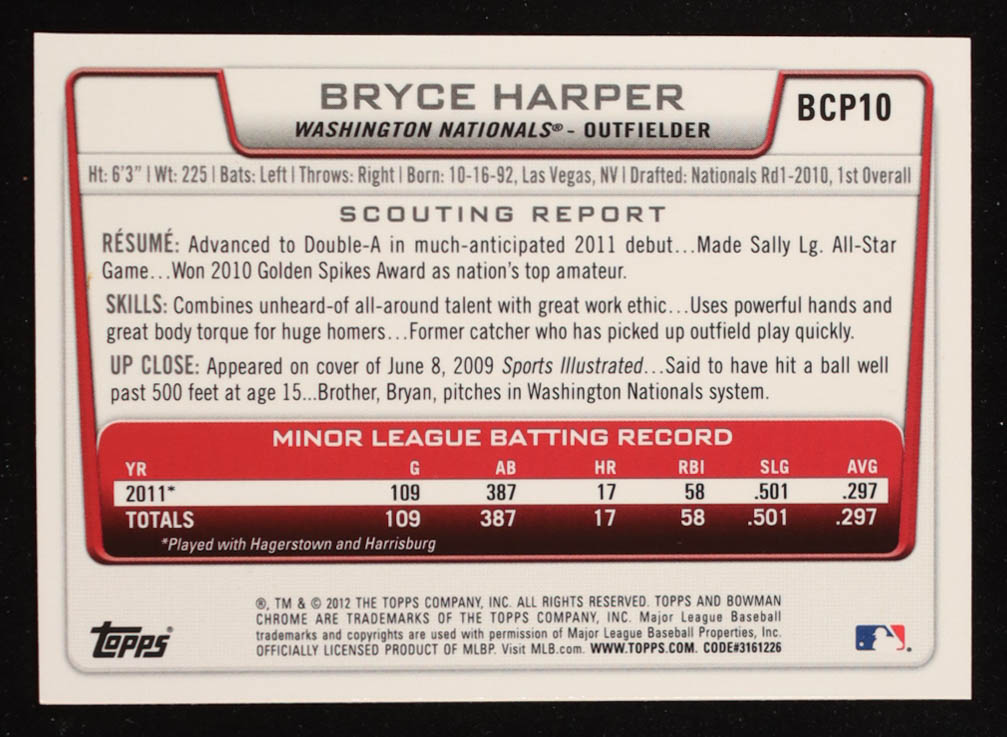 BRYCE HARPER
WASHINGTON NATIONALS® - OUTFIELDER
BCP10
Ht: 6'3" | Wt: 225 | Bats: Left | Throws: Right | Born: 10-16-92, Las Vegas, NV | Drafted: Nationals Rd1-2010, 1st Overall
SCOUTING REPORT
RÉSUMÉ: Advanced to Double-A in much-anticipated 2011 debut...Made Sally Lg. All-Star
Game...Won 2010 Golden Spikes Award as nation's top amateur.
SKILLS: Combines unheard-of all-around talent with great work ethic...Uses powerful hands and
great body torque for huge homers...Former catcher who has picked up outfield play quickly.
UP CLOSE: Appeared on cover of June 8, 2009 Sports Illustrated...Said to have hit a ball well
past 500 feet at age 15...Brother, Bryan, pitches in Washington Nationals system.
MINOR LEAGUE BATTING RECORD
YR G AB HR RBI SLG AVG
2011* 109 387 17 58 .501 .297
TOTALS 109 387 17 58 .501 .297
*Played with Hagerstown and Harrisburg
®, TM & © 2012 THE TOPPS COMPANY, INC. ALL RIGHTS RESERVED. TOPPS AND BOWMAN
CHROME ARE TRADEMARKS OF THE TOPPS COMPANY, INC. Major League Baseball
trademarks and copyrights are used with permission of Major League Baseball Properties, Inc.
OFFICIALLY LICENSED PRODUCT OF MLBP. Visit MLB.com. WWW.TOPPS.COM. CODE#3161226
Topps®